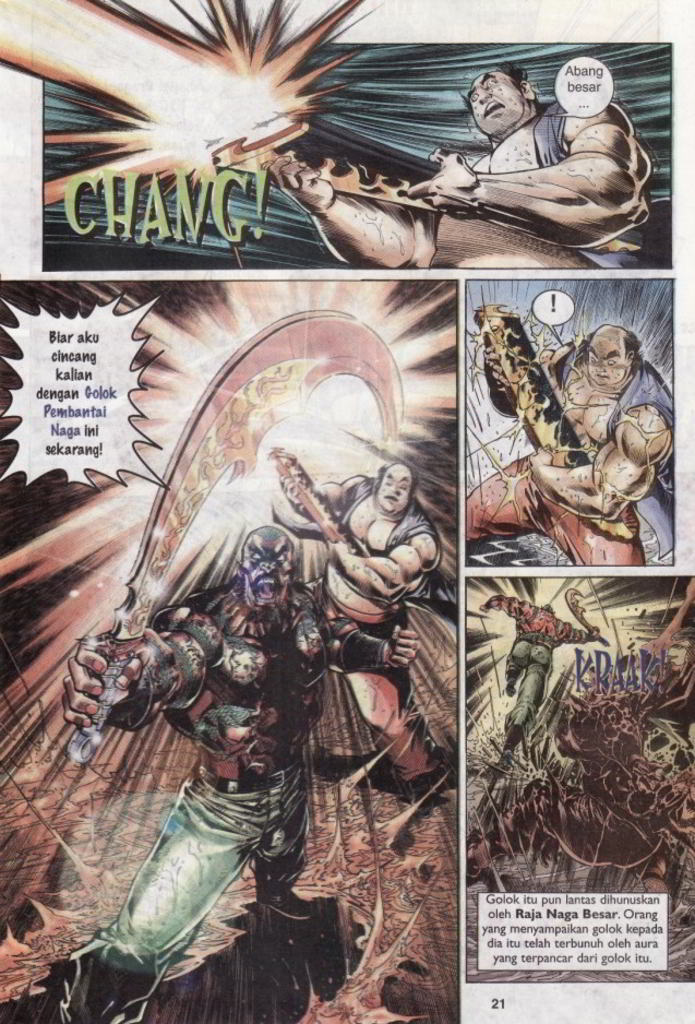 Abang
besar
...
CHANG!
Biar aku
cincang
kalian
dengan Golok
Pembantai
Naga ini
sekarang!
!
KRAAK!
Golok itu pun lantas dihunuskan
oleh Raja Naga Besar. Orang
yang menyampaikan golok kepada
dia itu telah terbunuh oleh aura
yang terpancar dari golok itu.
21